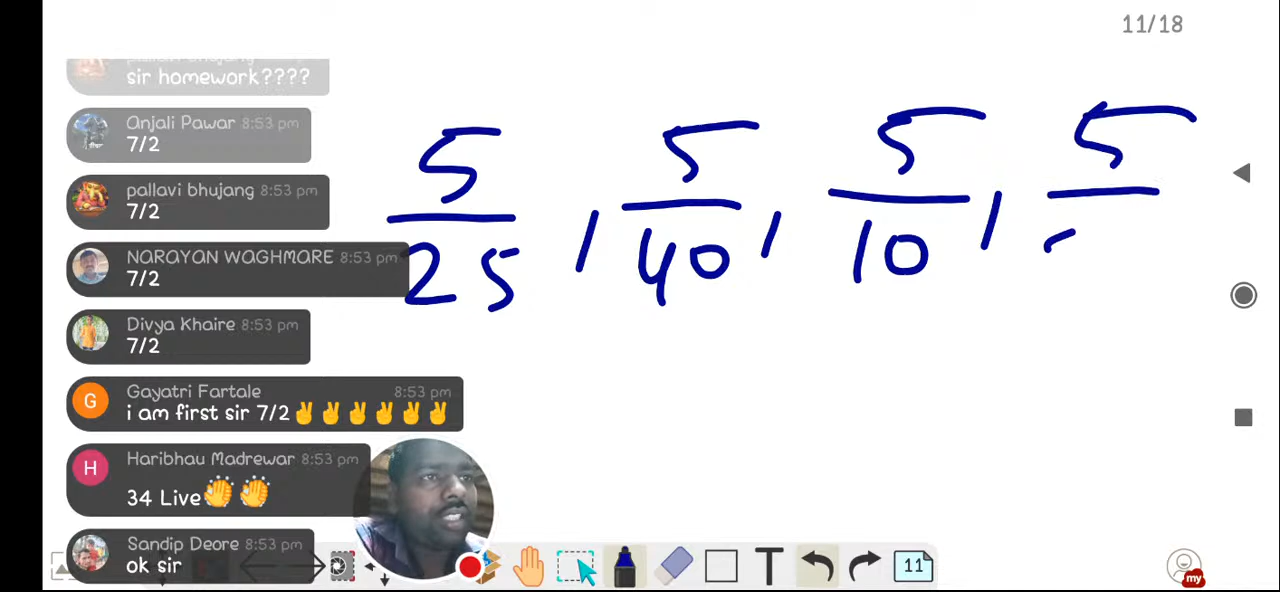 11/18
sir homework????
Anjali Pawar 8:53 pm
7/2
pallavi bhujang 8:53 pm
7/2
NARAYAN WAGHMARE 8:53 pm
7/2
Divya Khaire 8:53 pm
7/2
Gayatri Fartale 8:53 pm
i am first sir 7/2✌✌✌✌✌✌
Haribhau Madrewar 8:53 pm
34 Live👏👏
Sandip Deore 8:53 pm
ok sir
5/25 , 5/40 , 5/10 , 5/
T
11
my